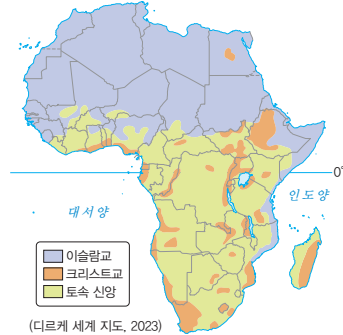 0°
인도양
대서양
이슬람교
크리스트교
토속 신앙
(디르케 세계 지도, 2023)